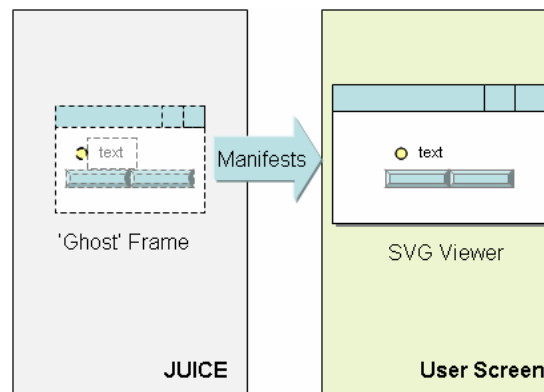 text
'Ghost' Frame
JUICE
Manifests
text
SVG Viewer
User Screen